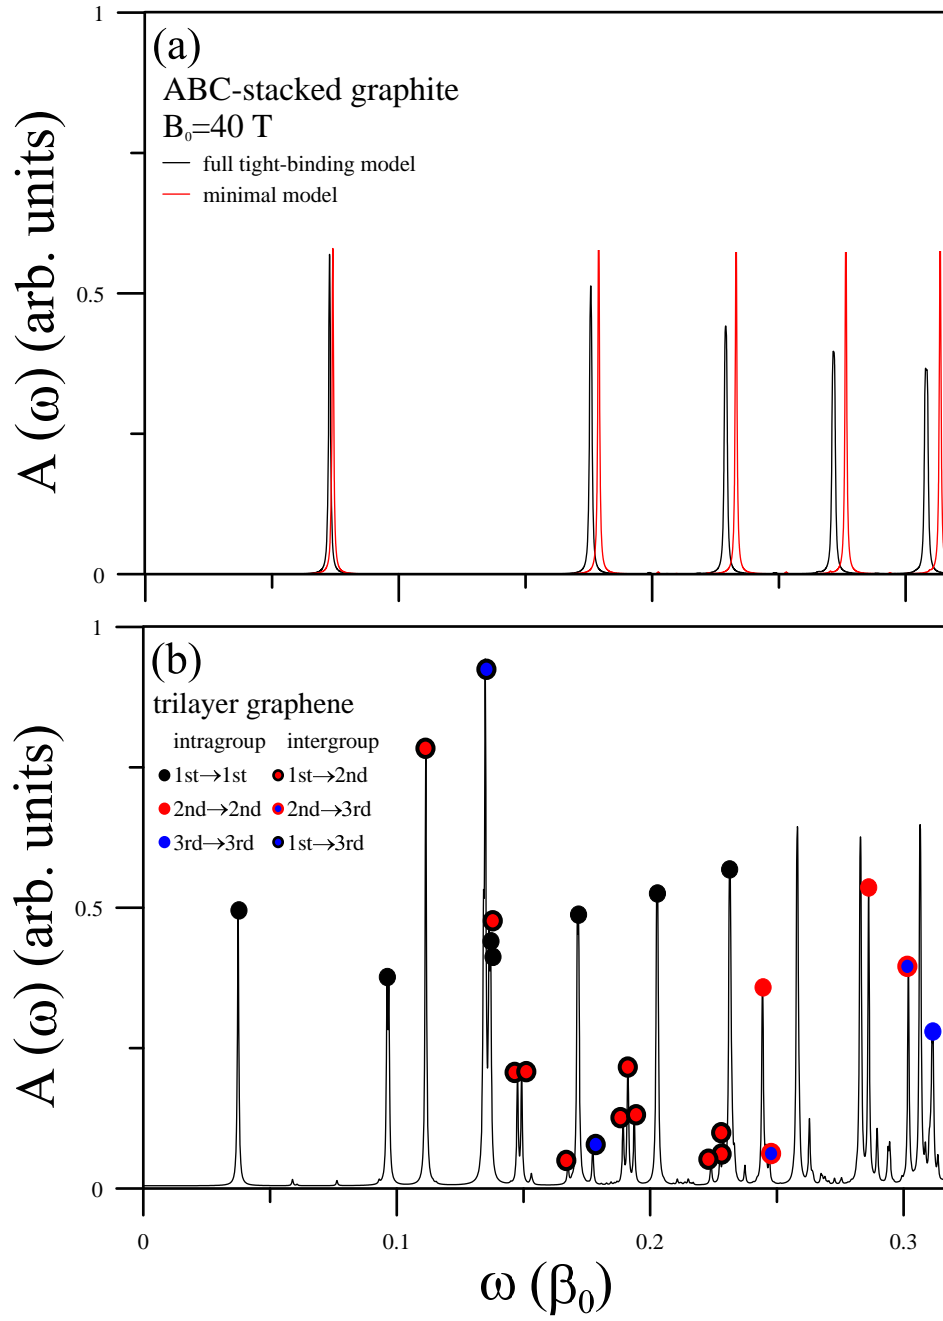 1
(a)
ABC-stacked graphite
B₀=40 T
full tight-binding model
minimal model
0.5
0
A (ω) (arb. units)
1
(b)
trilayer graphene
intragroup intergroup
1st→1st 1st→2nd
2nd→2nd 2nd→3rd
3rd→3rd 1st→3rd
0.5
0
A (ω) (arb. units)
0 0.1 0.2 0.3
ω (β₀)